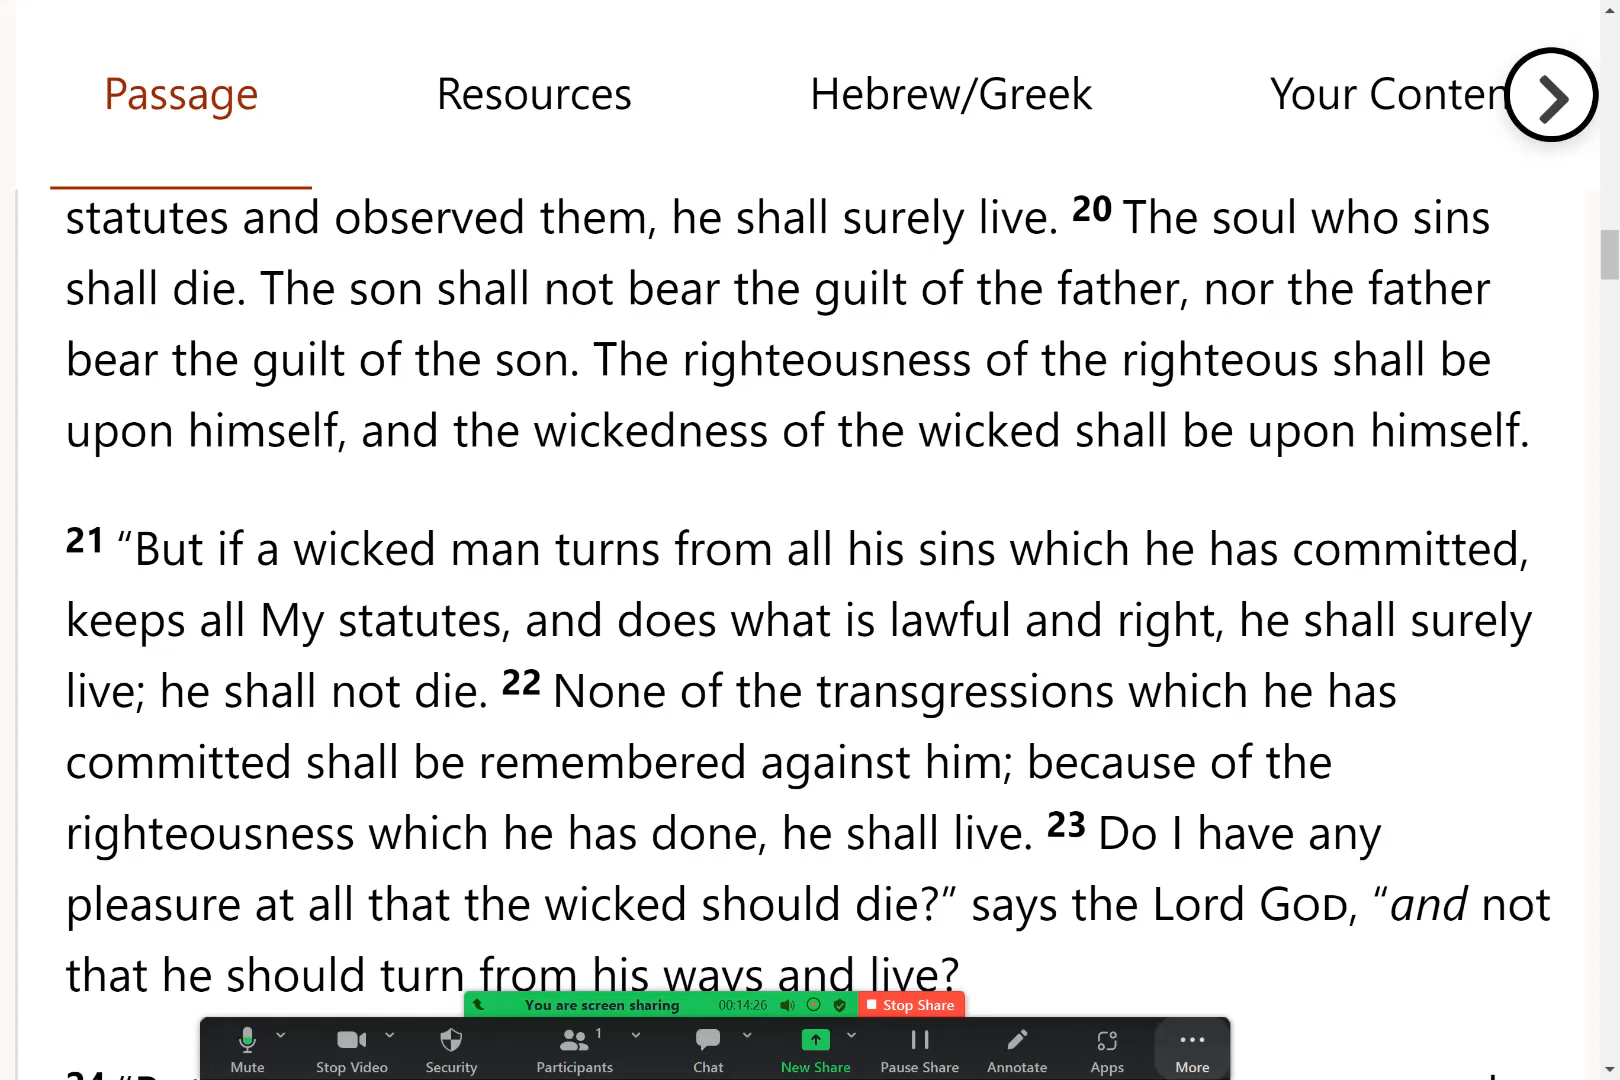 Passage Resources Hebrew/Greek Your Conten
statutes and observed them, he shall surely live. 20 The soul who sins
shall die. The son shall not bear the guilt of the father, nor the father
bear the guilt of the son. The righteousness of the righteous shall be
upon himself, and the wickedness of the wicked shall be upon himself.
21 “But if a wicked man turns from all his sins which he has committed,
keeps all My statutes, and does what is lawful and right, he shall surely
live; he shall not die. 22 None of the transgressions which he has
committed shall be remembered against him; because of the
righteousness which he has done, he shall live. 23 Do I have any
pleasure at all that the wicked should die?” says the Lord GOD, “and not
that he should turn from his ways and live?
You are screen sharing 00:14:26 Stop Share
1
Mute Stop Video Security Participants Chat New Share Pause Share Annotate Apps More